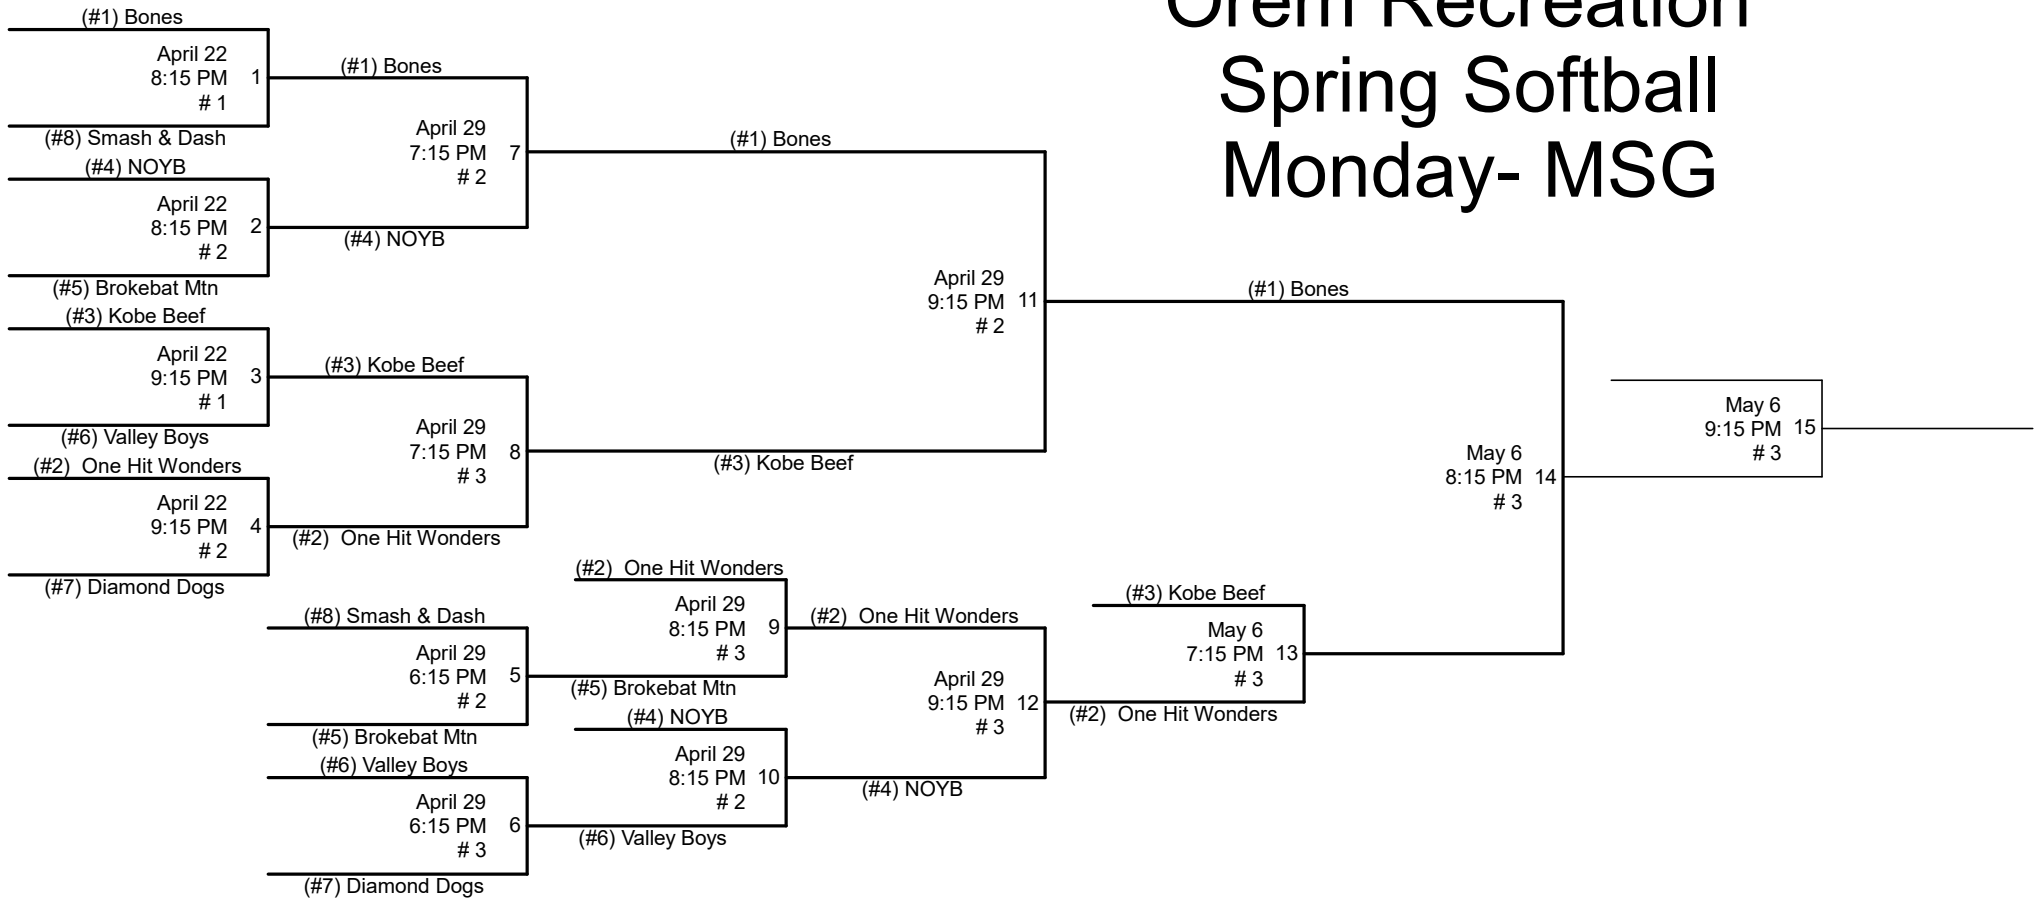 Orem Recreation
Spring Softball
Monday- MSG
(#1) Bones
April 22
8:15 PM 1
# 1
(#8) Smash & Dash
(#4) NOYB
April 22
8:15 PM 2
# 2
(#5) Brokebat Mtn
(#3) Kobe Beef
April 22
9:15 PM 3
# 1
(#6) Valley Boys
(#2) One Hit Wonders
April 22
9:15 PM 4
# 2
(#7) Diamond Dogs
(#1) Bones
April 29
7:15 PM 7
# 2
(#4) NOYB
(#3) Kobe Beef
April 29
7:15 PM 8
# 3
(#2) One Hit Wonders
(#8) Smash & Dash
April 29
6:15 PM 5
# 2
(#5) Brokebat Mtn
(#6) Valley Boys
April 29
6:15 PM 6
# 3
(#7) Diamond Dogs
(#2) One Hit Wonders
April 29
8:15 PM 9
# 3
(#5) Brokebat Mtn
(#4) NOYB
April 29
8:15 PM 10
# 2
(#6) Valley Boys
(#1) Bones
April 29
9:15 PM 11
# 2
(#3) Kobe Beef
(#2) One Hit Wonders
April 29
9:15 PM 12
# 3
(#4) NOYB
(#3) Kobe Beef
May 6
7:15 PM 13
# 3
(#2) One Hit Wonders
(#1) Bones
May 6
8:15 PM 14
# 3
May 6
9:15 PM 15
# 3